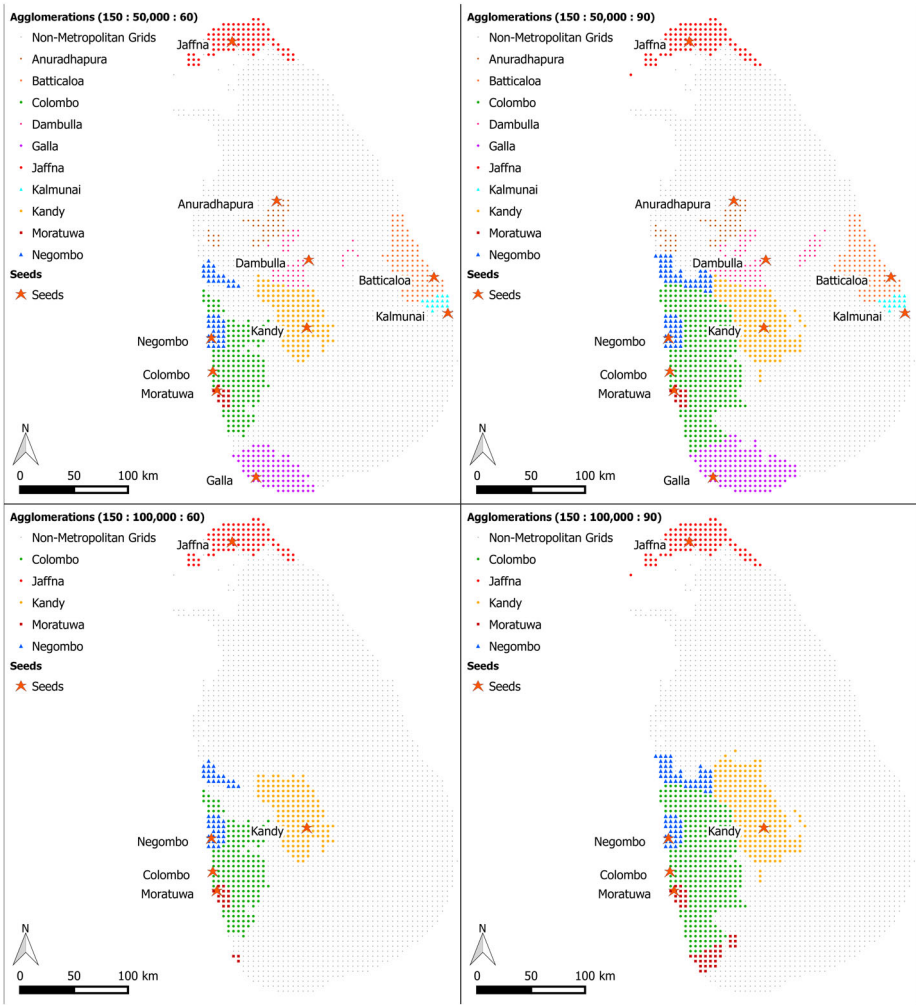 Agglomerations (150 : 50,000 : 60)
Non-Metropolitan Grids
Anuradhapura
Batticaloa
Colombo
Dambulla
Galla
Jaffna
Kalmunai
Kandy
Moratuwa
Negombo
Seeds
Seeds
Jaffna
Anuradhapura
Dambulla
Batticaloa
Kalmunai
Kandy
Negombo
Colombo
Moratuwa
Galla
N
0 50 100 km
Agglomerations (150 : 50,000 : 90)
Non-Metropolitan Grids
Anuradhapura
Batticaloa
Colombo
Dambulla
Galla
Jaffna
Kalmunai
Kandy
Moratuwa
Negombo
Seeds
Seeds
Jaffna
Anuradhapura
Dambulla
Batticaloa
Kalmunai
Kandy
Negombo
Colombo
Moratuwa
Galla
N
0 50 100 km
Agglomerations (150 : 100,000 : 60)
Non-Metropolitan Grids
Colombo
Jaffna
Kandy
Moratuwa
Negombo
Seeds
Seeds
Jaffna
Kandy
Negombo
Colombo
Moratuwa
N
0 50 100 km
Agglomerations (150 : 100,000 : 90)
Non-Metropolitan Grids
Colombo
Jaffna
Kandy
Moratuwa
Negombo
Seeds
Seeds
Jaffna
Kandy
Negombo
Colombo
Moratuwa
N
0 50 100 km